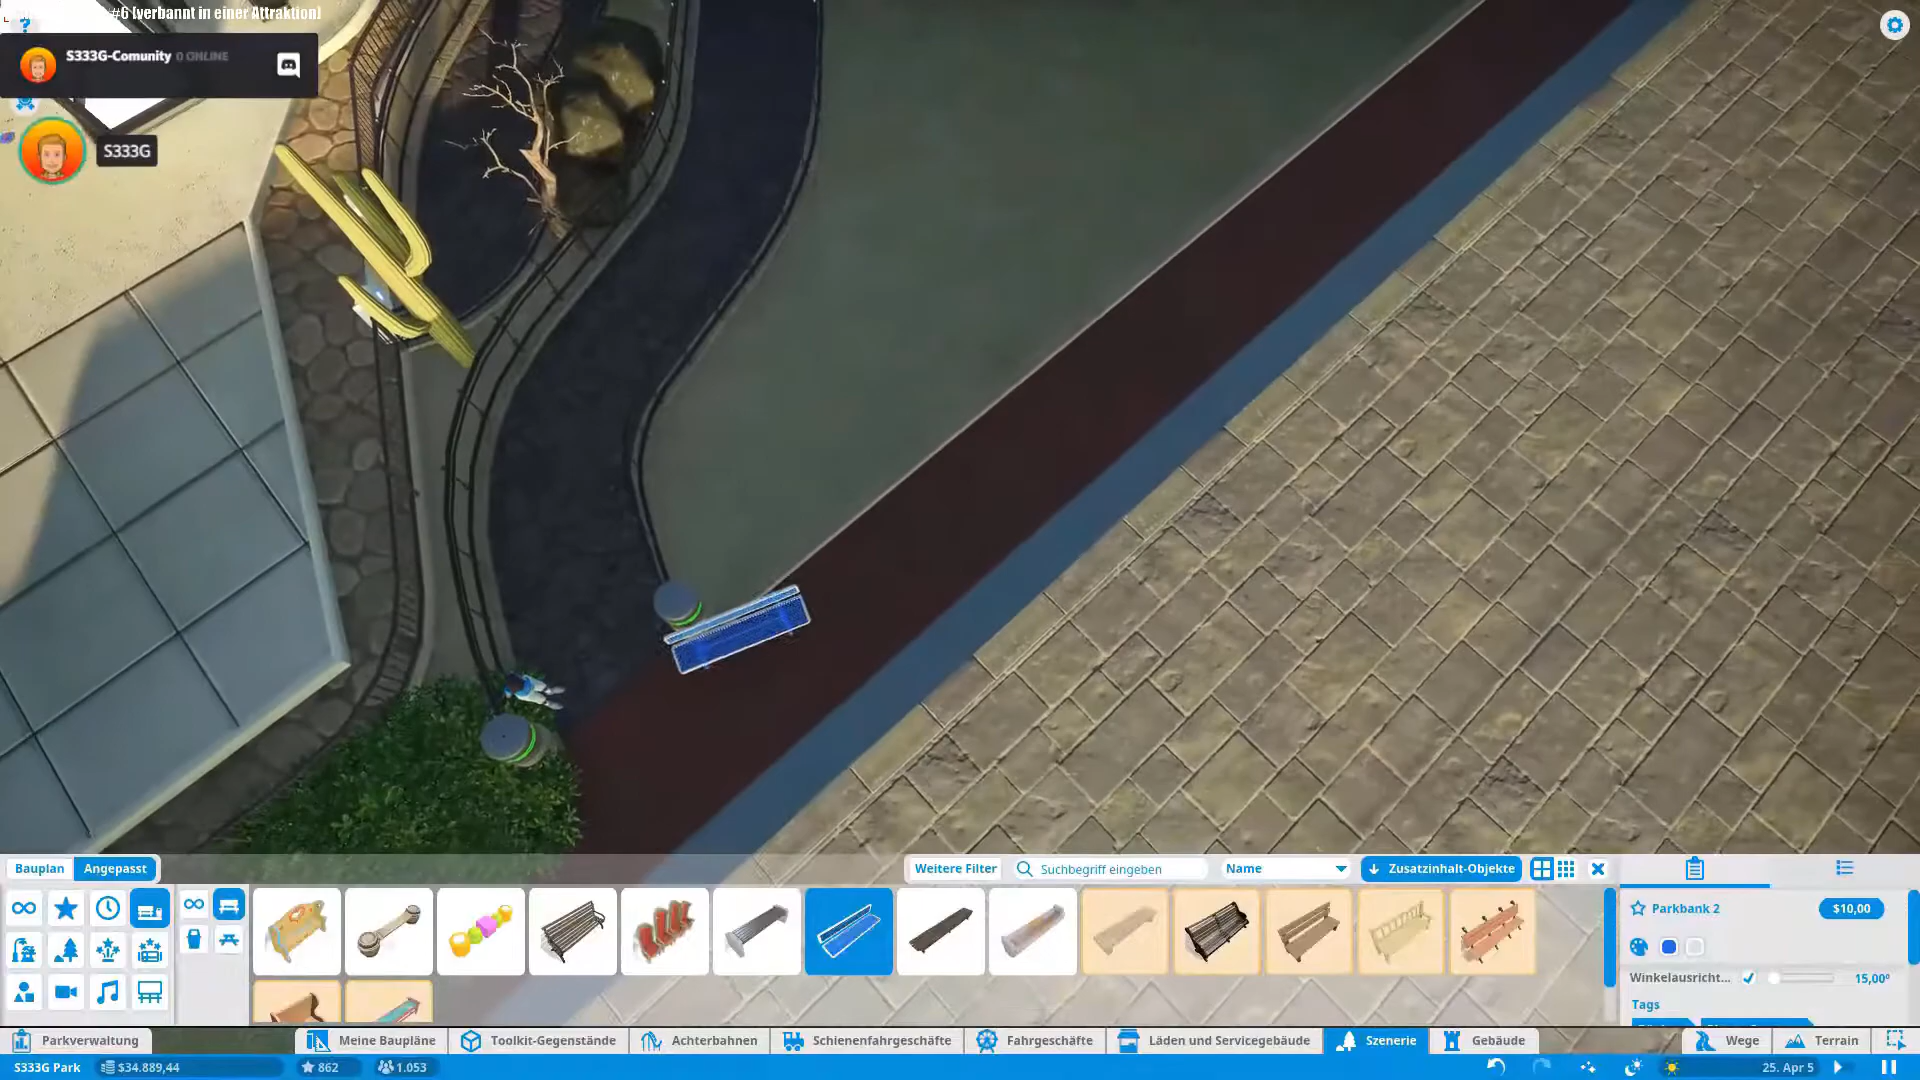 #6 [verbannt in einer Attraktion]
S333G-Comunity 0 ONLINE
S333G
Bauplan Angepasst
Weitere Filter Suchbegriff eingeben Name Zusatzinhalt-Objekte
Parkbank 2 $10,00
Winkelausricht... 15,00°
Tags
Parkverwaltung Meine Baupläne Toolkit-Gegenstände Achterbahnen Schienenfahrgeschäfte Fahrgeschäfte Läden und Servicegebäude Szenerie Gebäude Wege Terrain
S333G Park $34.889,44 862 1.053 25. Apr 5